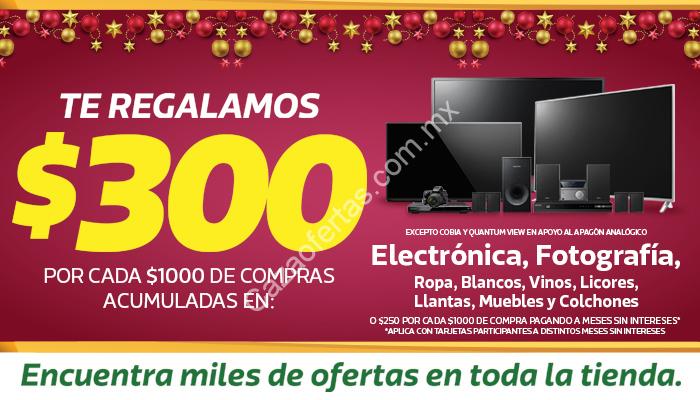 TE REGALAMOS
$300
POR CADA $1000 DE COMPRAS
ACUMULADAS EN:
EXCEPTO COBIA Y QUANTUM VIEW EN APOYO AL APAGÓN ANALÓGICO
Electrónica, Fotografía,
Ropa, Blancos, Vinos, Licores,
Llantas, Muebles y Colchones
O $250 POR CADA $1000 DE COMPRA PAGANDO A MESES SIN INTERESES*
*APLICA CON TARJETAS PARTICIPANTES A DISTINTOS MESES SIN INTERESES
Encuentra miles de ofertas en toda la tienda.
cazaofertas.com.mx